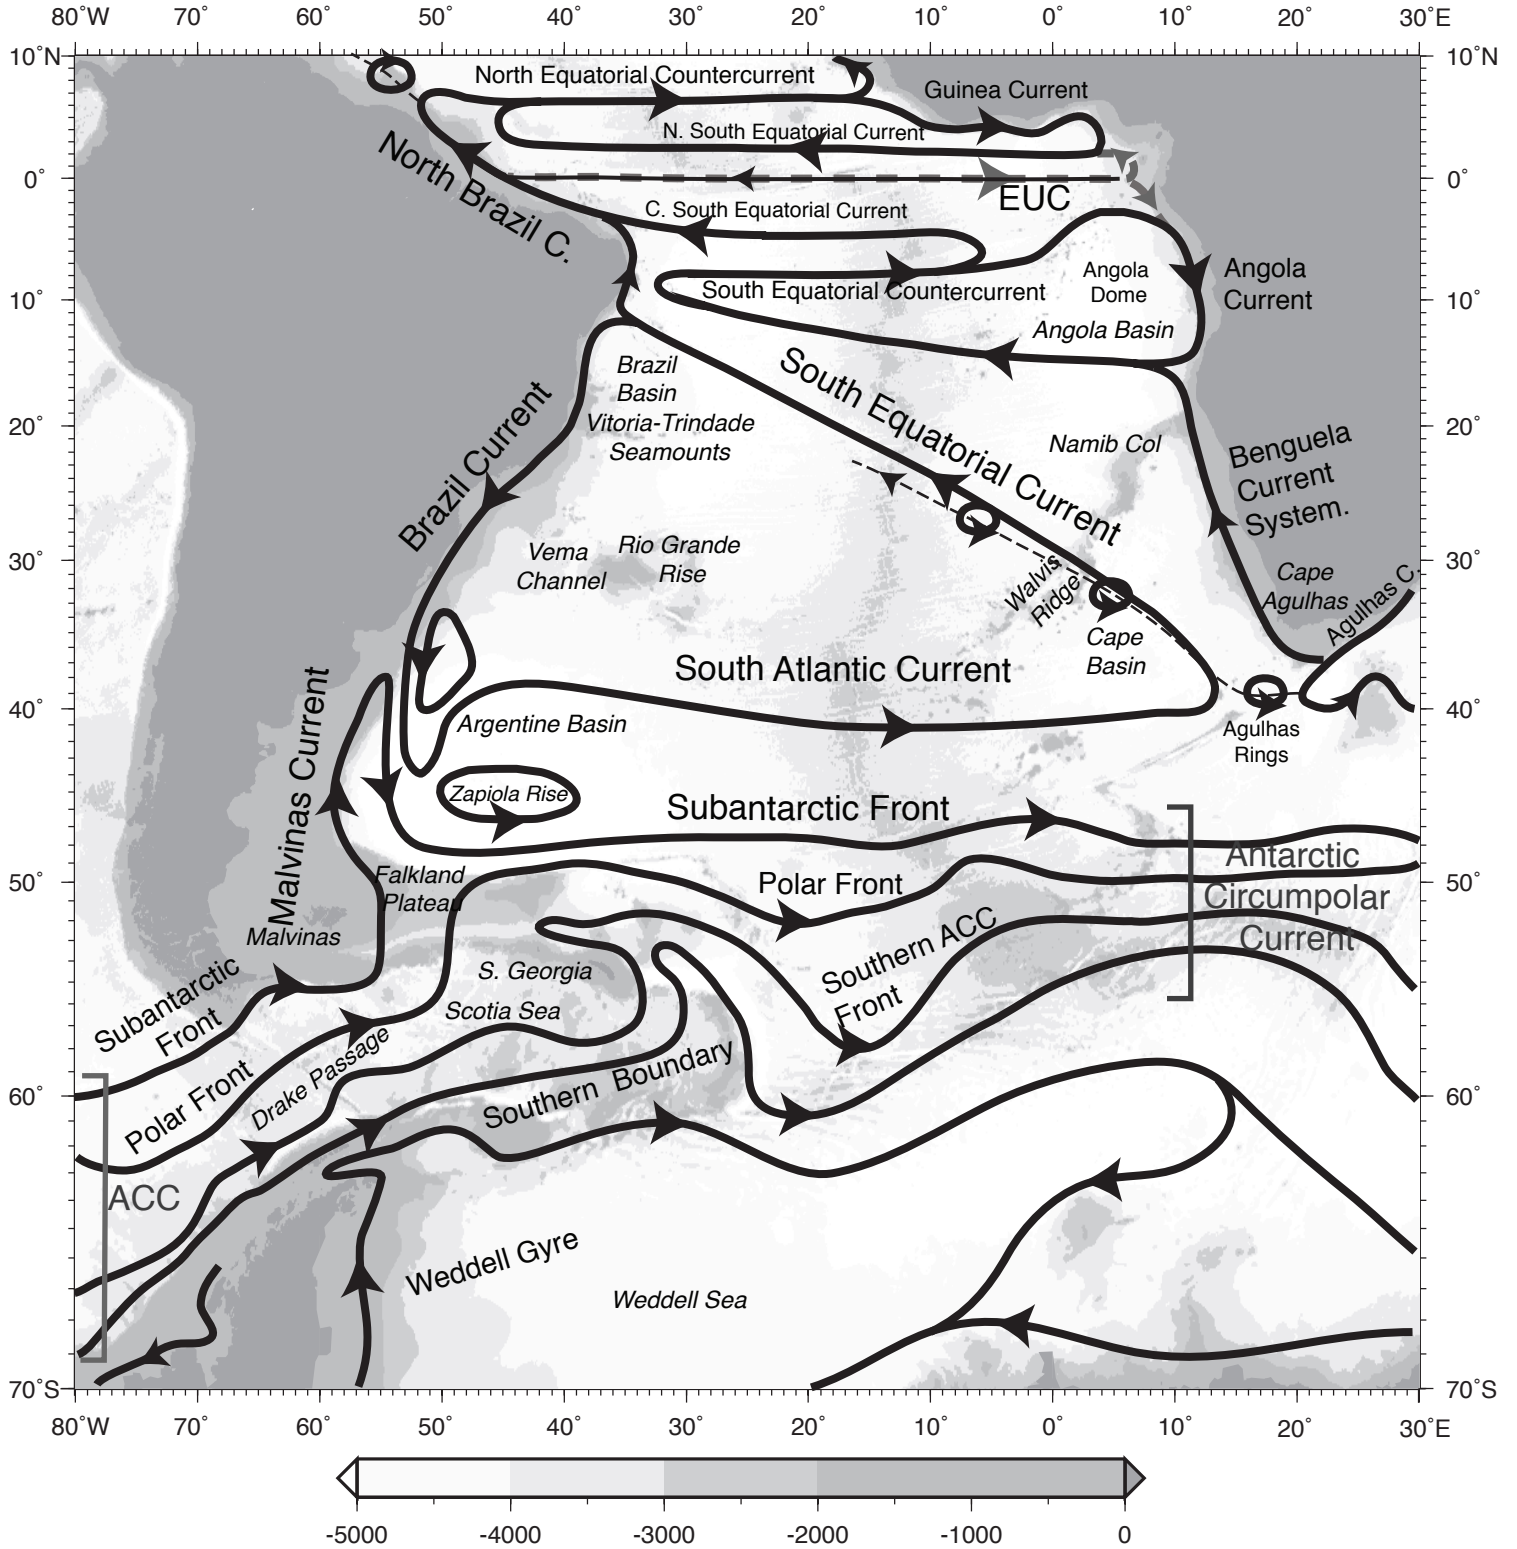 80˚W 70˚ 60˚ 50˚ 40˚ 30˚ 20˚ 10˚ 0˚ 10˚ 20˚ 30˚E
10˚N
10˚N
North Equatorial Countercurrent
Guinea Current
N. South Equatorial Current
North Brazil C.
0˚
0˚
EUC
C. South Equatorial Current
Angola
Dome
Angola
Current
South Equatorial Countercurrent
10˚
10˚
Angola Basin
Brazil
Basin
South Equatorial Current
Vitoria-Trindade
Seamounts
20˚
20˚
Namib Col
Benguela
Current
System.
Brazil Current
Vema
Channel
Rio Grande
Rise
30˚
30˚
Walvis
Ridge
Cape
Agulhas
Agulhas C.
Cape
Basin
South Atlantic Current
Malvinas Current
40˚
40˚
Argentine Basin
Agulhas
Rings
Zapiola Rise
Subantarctic Front
Antarctic
Circumpolar
Current
Falkland
Plateau
50˚
50˚
Polar Front
Malvinas
Southern ACC
Front
S. Georgia
Scotia Sea
Subantarctic
Front
Drake Passage
Polar Front
Southern Boundary
60˚
60˚
ACC
Weddell Gyre
Weddell Sea
70˚S
70˚S
80˚W 70˚ 60˚ 50˚ 40˚ 30˚ 20˚ 10˚ 0˚ 10˚ 20˚ 30˚E
-5000 -4000 -3000 -2000 -1000 0